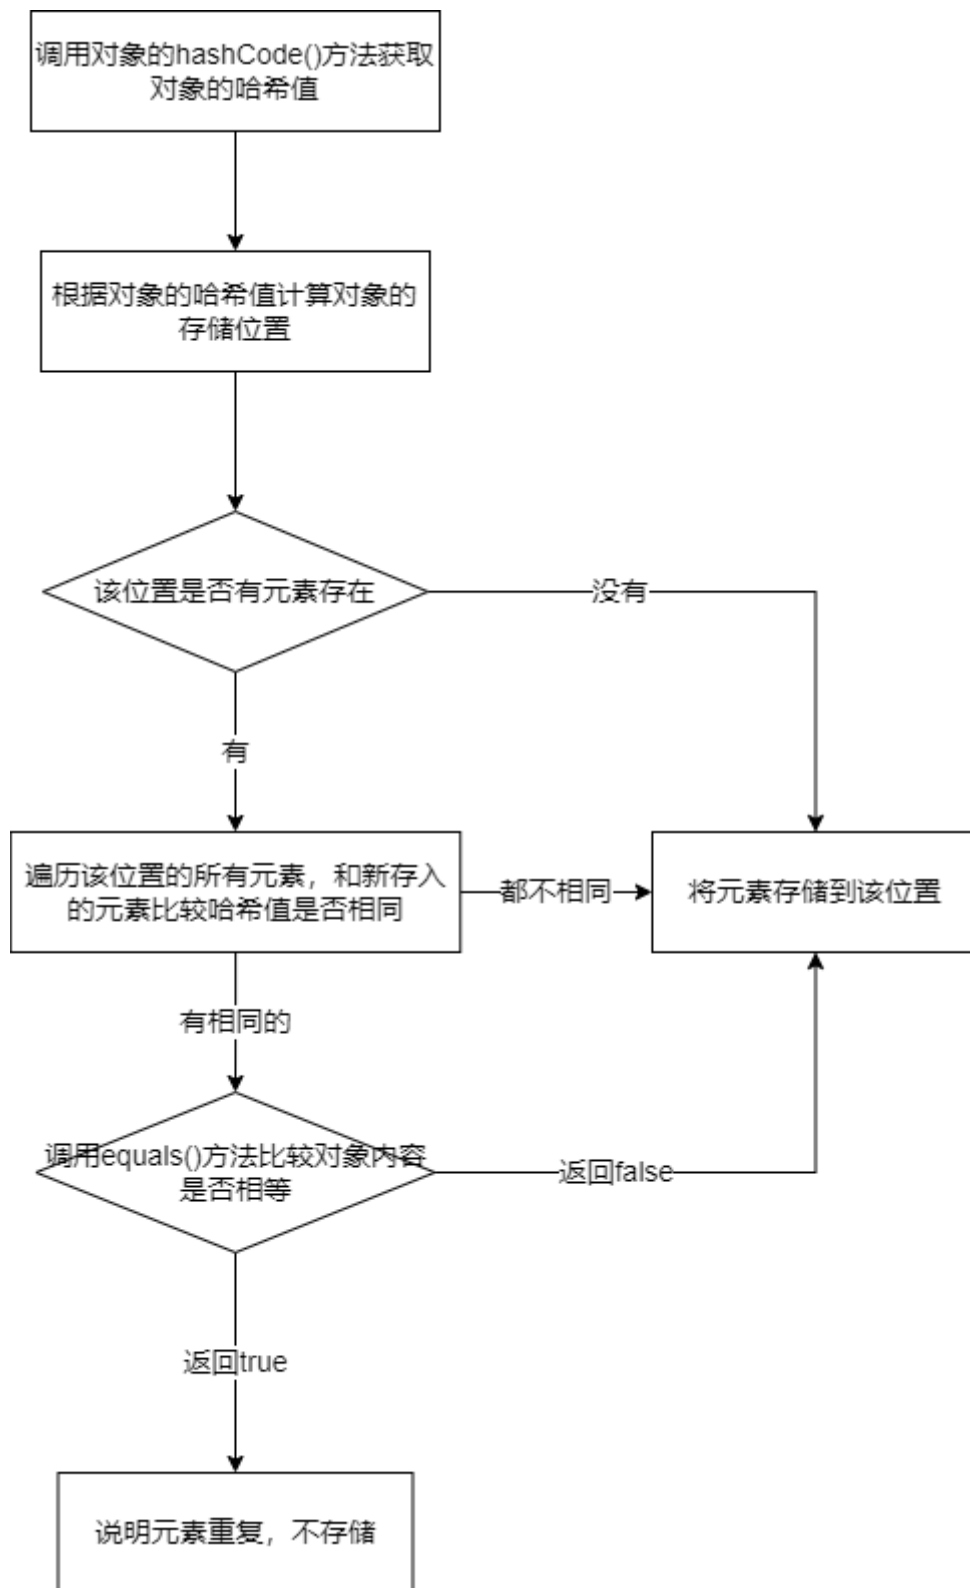 调用对象的hashCode()方法获取
对象的哈希值
根据对象的哈希值计算对象的
存储位置
该位置是否有元素存在
没有
有
遍历该位置的所有元素，和新存入
的元素比较哈希值是否相同
都不相同
将元素存储到该位置
有相同的
调用equals()方法比较对象内容
是否相等
返回false
返回true
说明元素重复，不存储